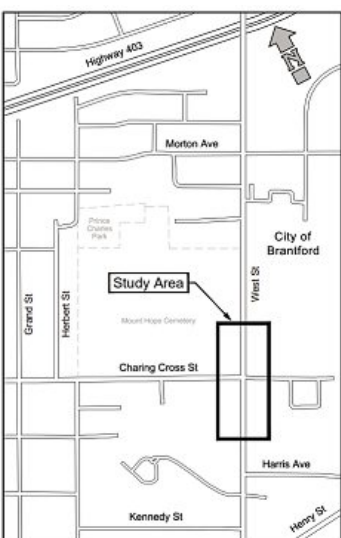 Highway 403
N
Morton Ave
Prince
Charles
Park
City of
Brantford
Study Area
West St
Grand St
Herbert St
Mount Hope Cemetery
Charing Cross St
Harris Ave
Kennedy St
Henry St